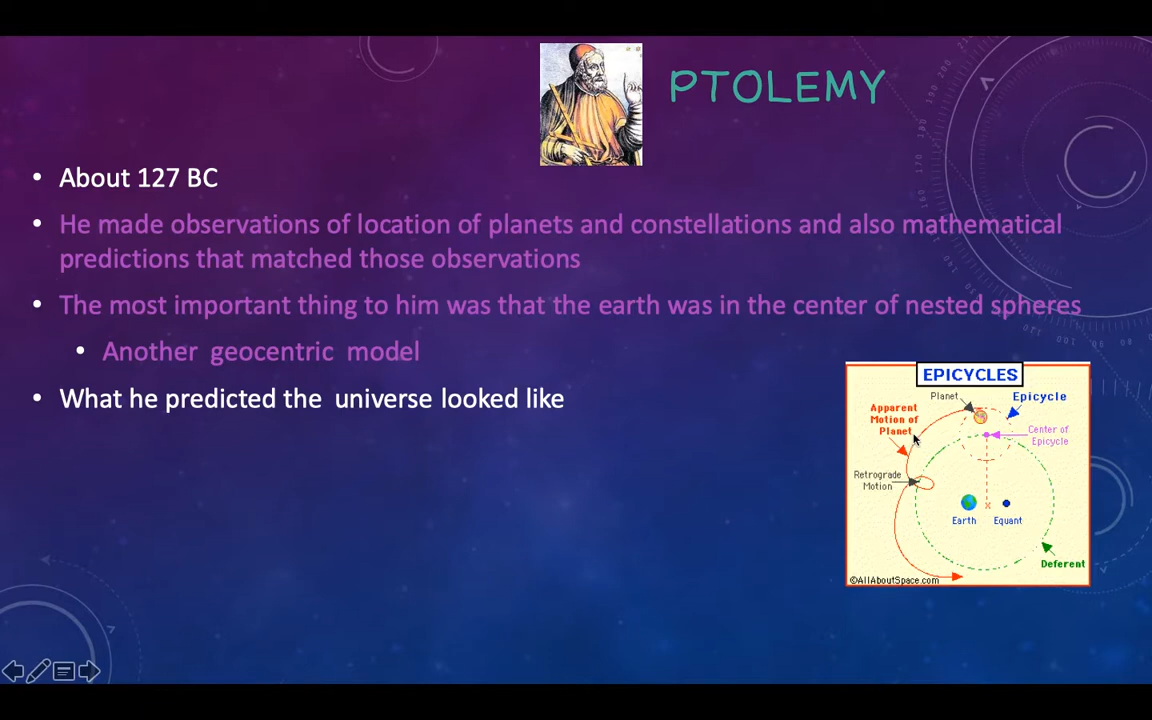 PTOLEMY
• About 127 BC
• He made observations of location of planets and constellations and also mathematical
predictions that matched those observations
• The most important thing to him was that the earth was in the center of nested spheres
• Another geocentric model
• What he predicted the universe looked like
EPICYCLES
Planet
Epicycle
Apparent
Motion of
Planet
Center of
Epicycle
Retrograde
Motion
Earth
Equant
Deferent
©AllAboutSpace.com